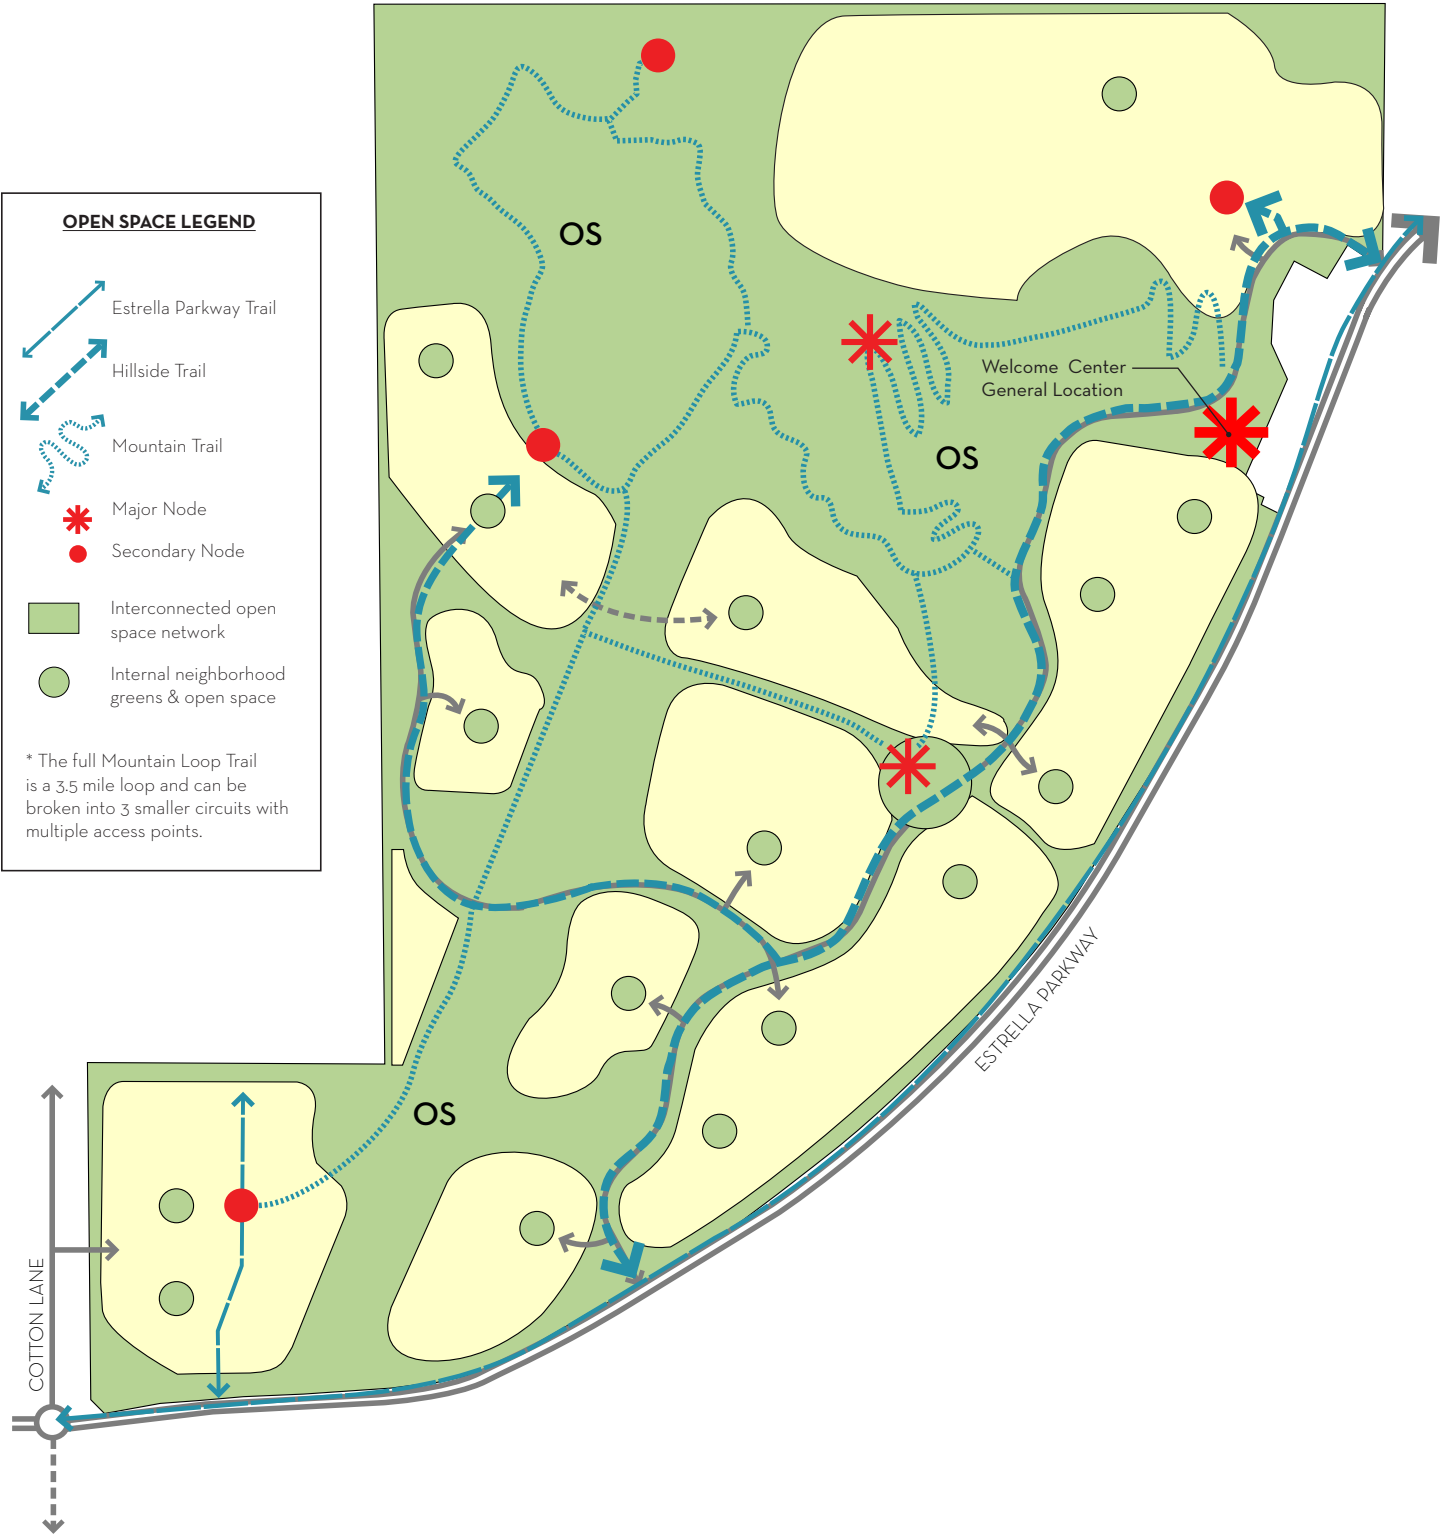 OPEN SPACE LEGEND
Estrella Parkway Trail
Hillside Trail
Mountain Trail
Major Node
Secondary Node
Interconnected open
space network
Internal neighborhood
greens & open space
* The full Mountain Loop Trail
is a 3.5 mile loop and can be
broken into 3 smaller circuits with
multiple access points.
OS
Welcome Center
General Location
OS
OS
ESTRELLA PARKWAY
COTTON LANE